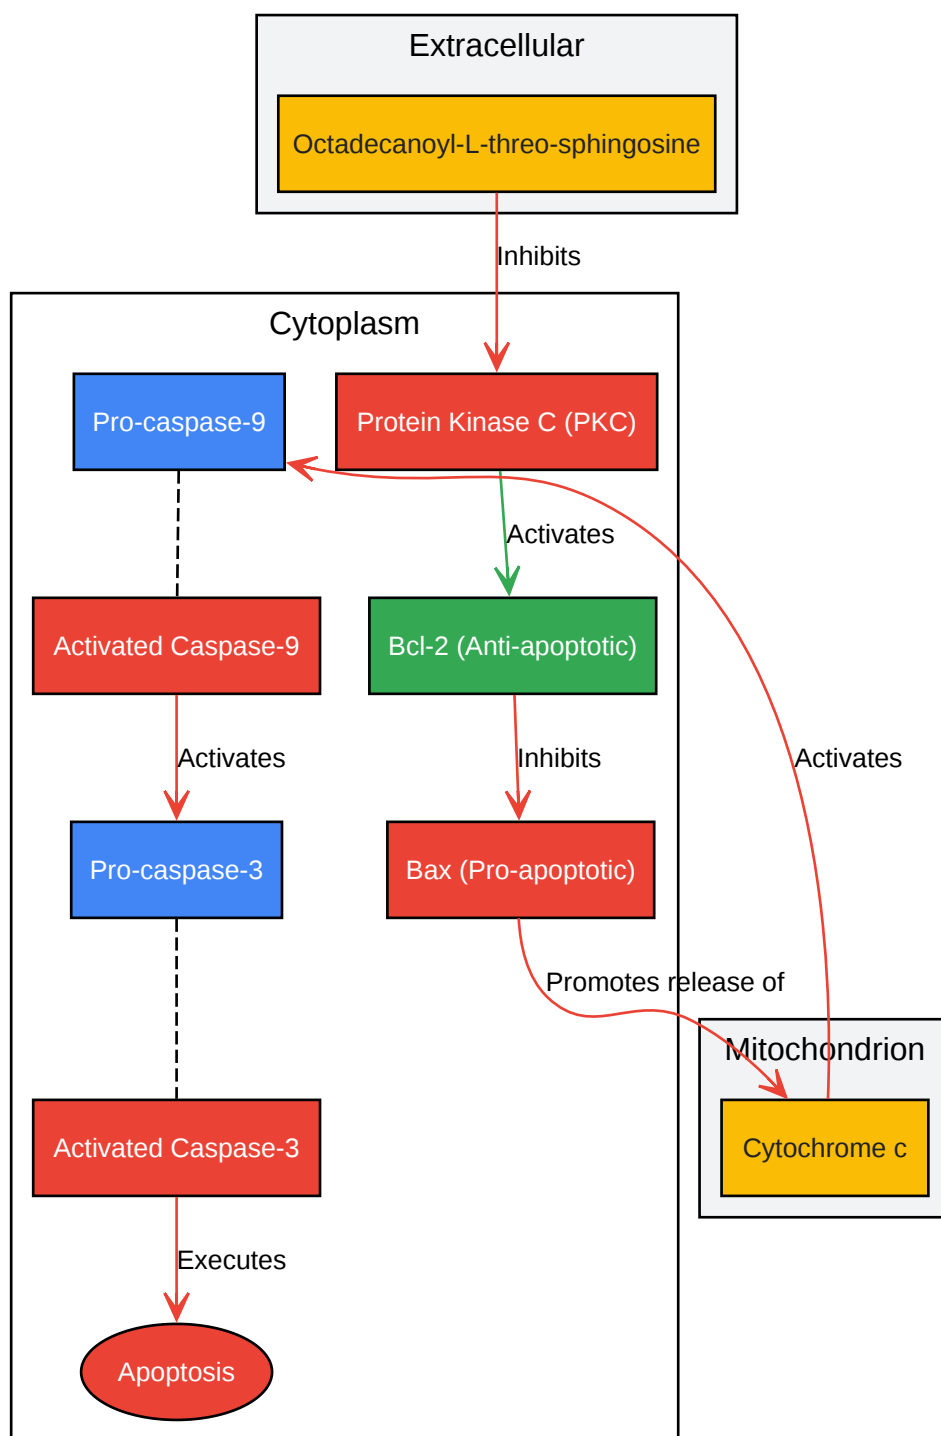 Extracellular
Octadecanoyl-L-threo-sphingosine
Inhibits
Cytoplasm
Pro-caspase-9
Protein Kinase C (PKC)
Activates
Activated Caspase-9
Bcl-2 (Anti-apoptotic)
Activates
Inhibits
Activates
Pro-caspase-3
Bax (Pro-apoptotic)
Promotes release of
Mitochondrion
Activated Caspase-3
Cytochrome c
Executes
Apoptosis